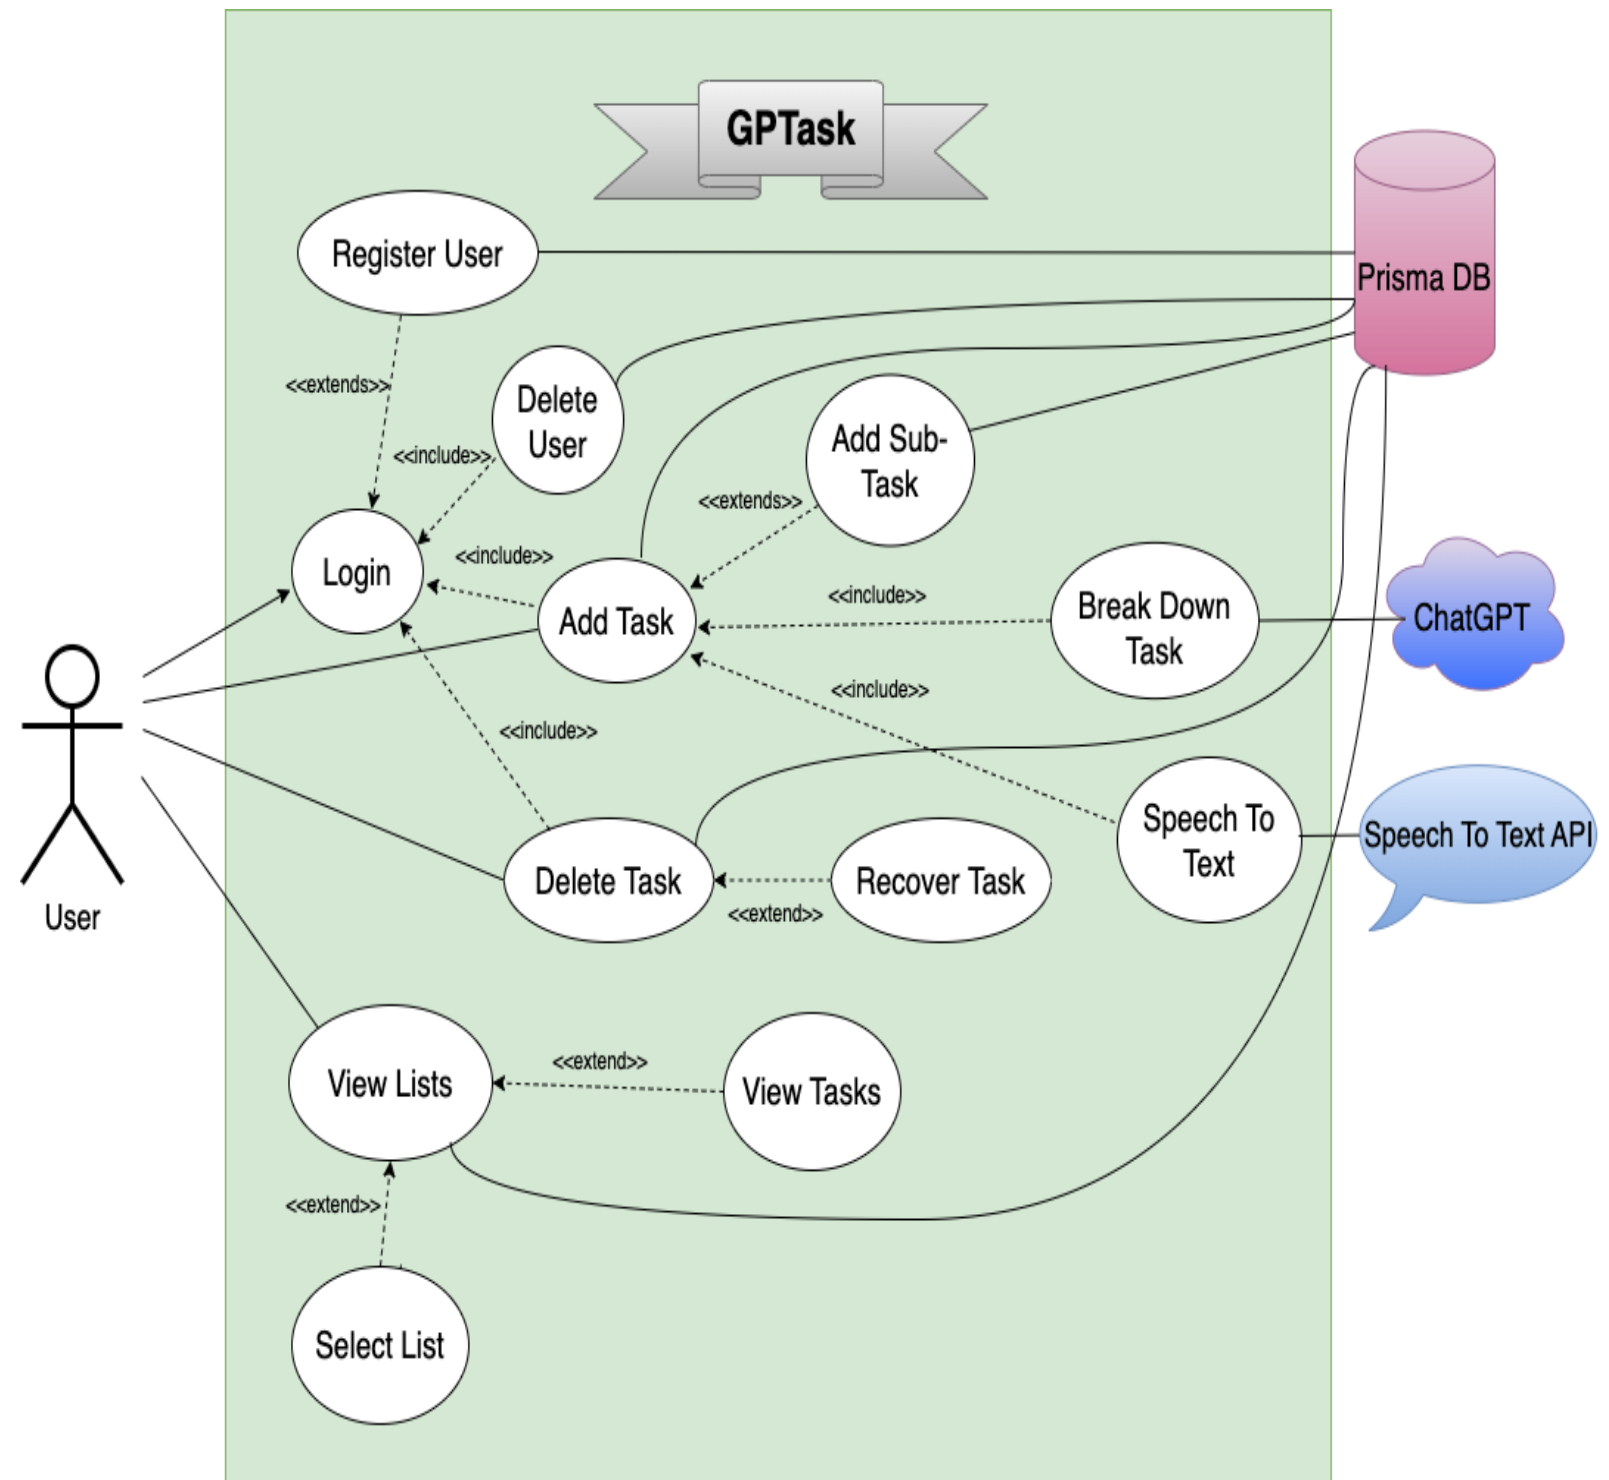 GPTask
Register User
Prisma DB
<<extends>>
Delete
User
<<include>>
Add Sub-
Task
<<extends>>
<<include>>
Login
Add Task
<<include>>
Break Down
Task
ChatGPT
<<include>>
<<include>>
Speech To
Text
Speech To Text API
Delete Task
Recover Task
<<extend>>
User
View Lists
<<extend>>
View Tasks
<<extend>>
Select List